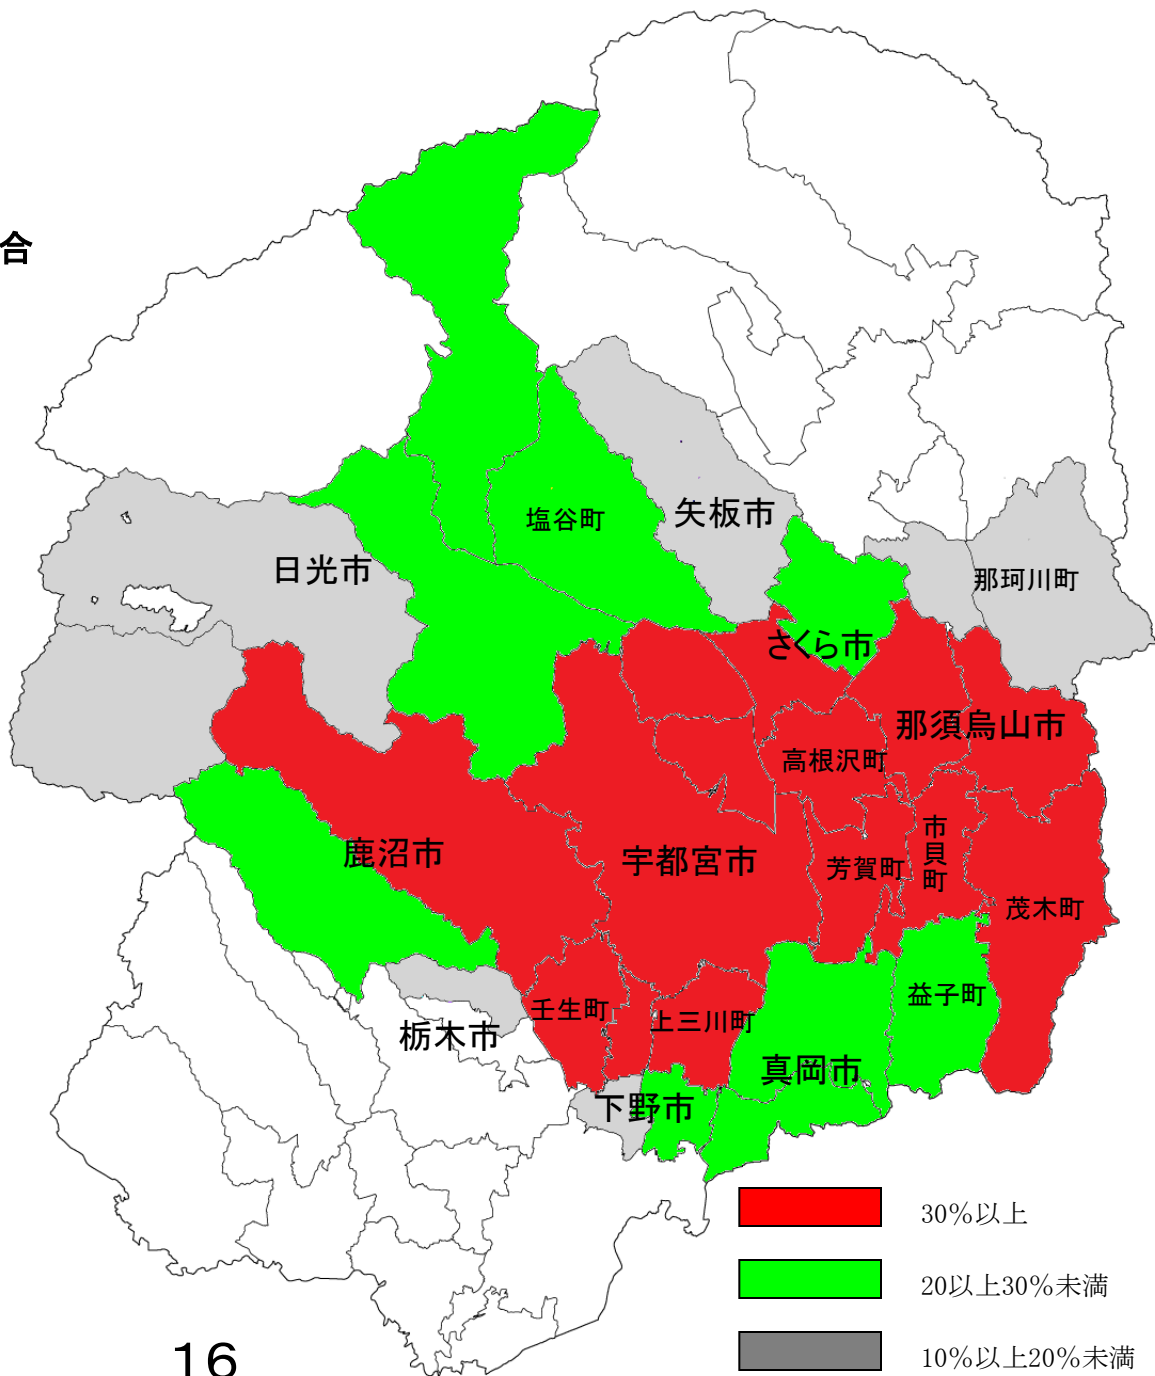 合
塩谷町
矢板市
日光市
那珂川町
さくら市
那須烏山市
高根沢町
市貝町
鹿沼市
宇都宮市
芳賀町
茂木町
益子町
壬生町
上三川町
栃木市
真岡市
下野市
30%以上
20以上30%未満
10%以上20%未満
16